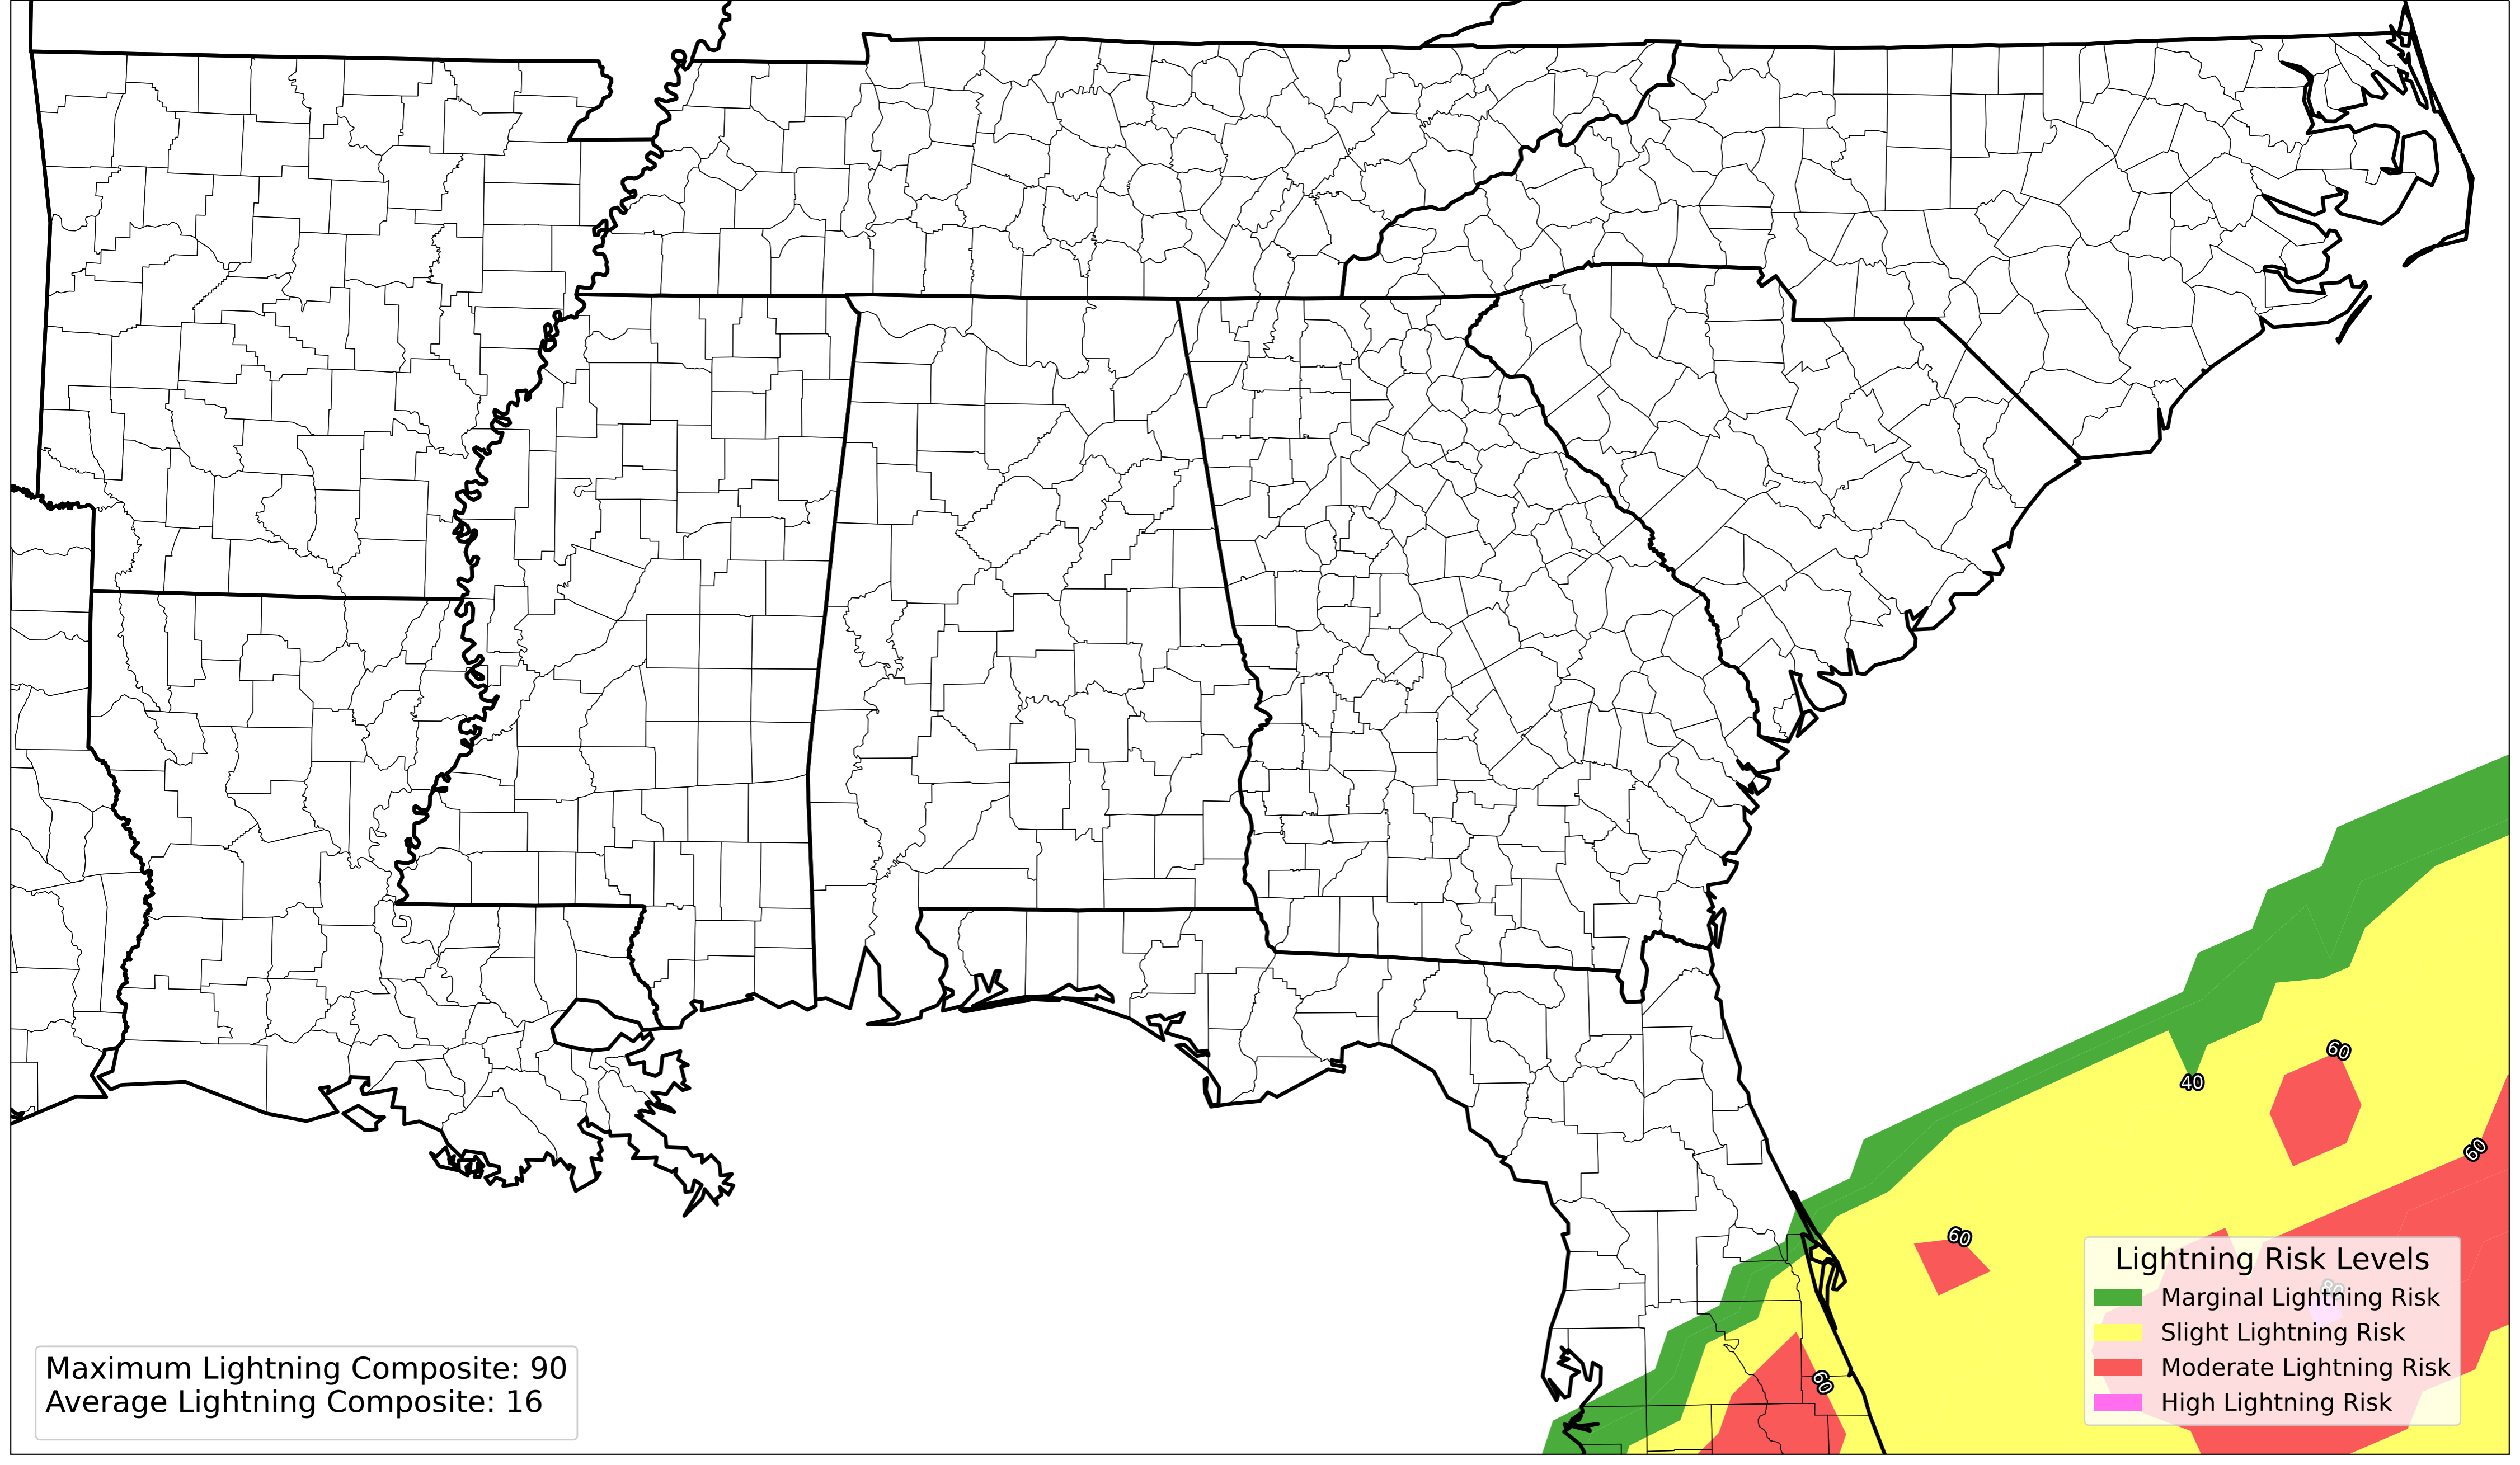 60
40
60
60
80
60
Lightning Risk Levels
Marginal Lightning Risk
Slight Lightning Risk
Moderate Lightning Risk
High Lightning Risk
Maximum Lightning Composite: 90
Average Lightning Composite: 16